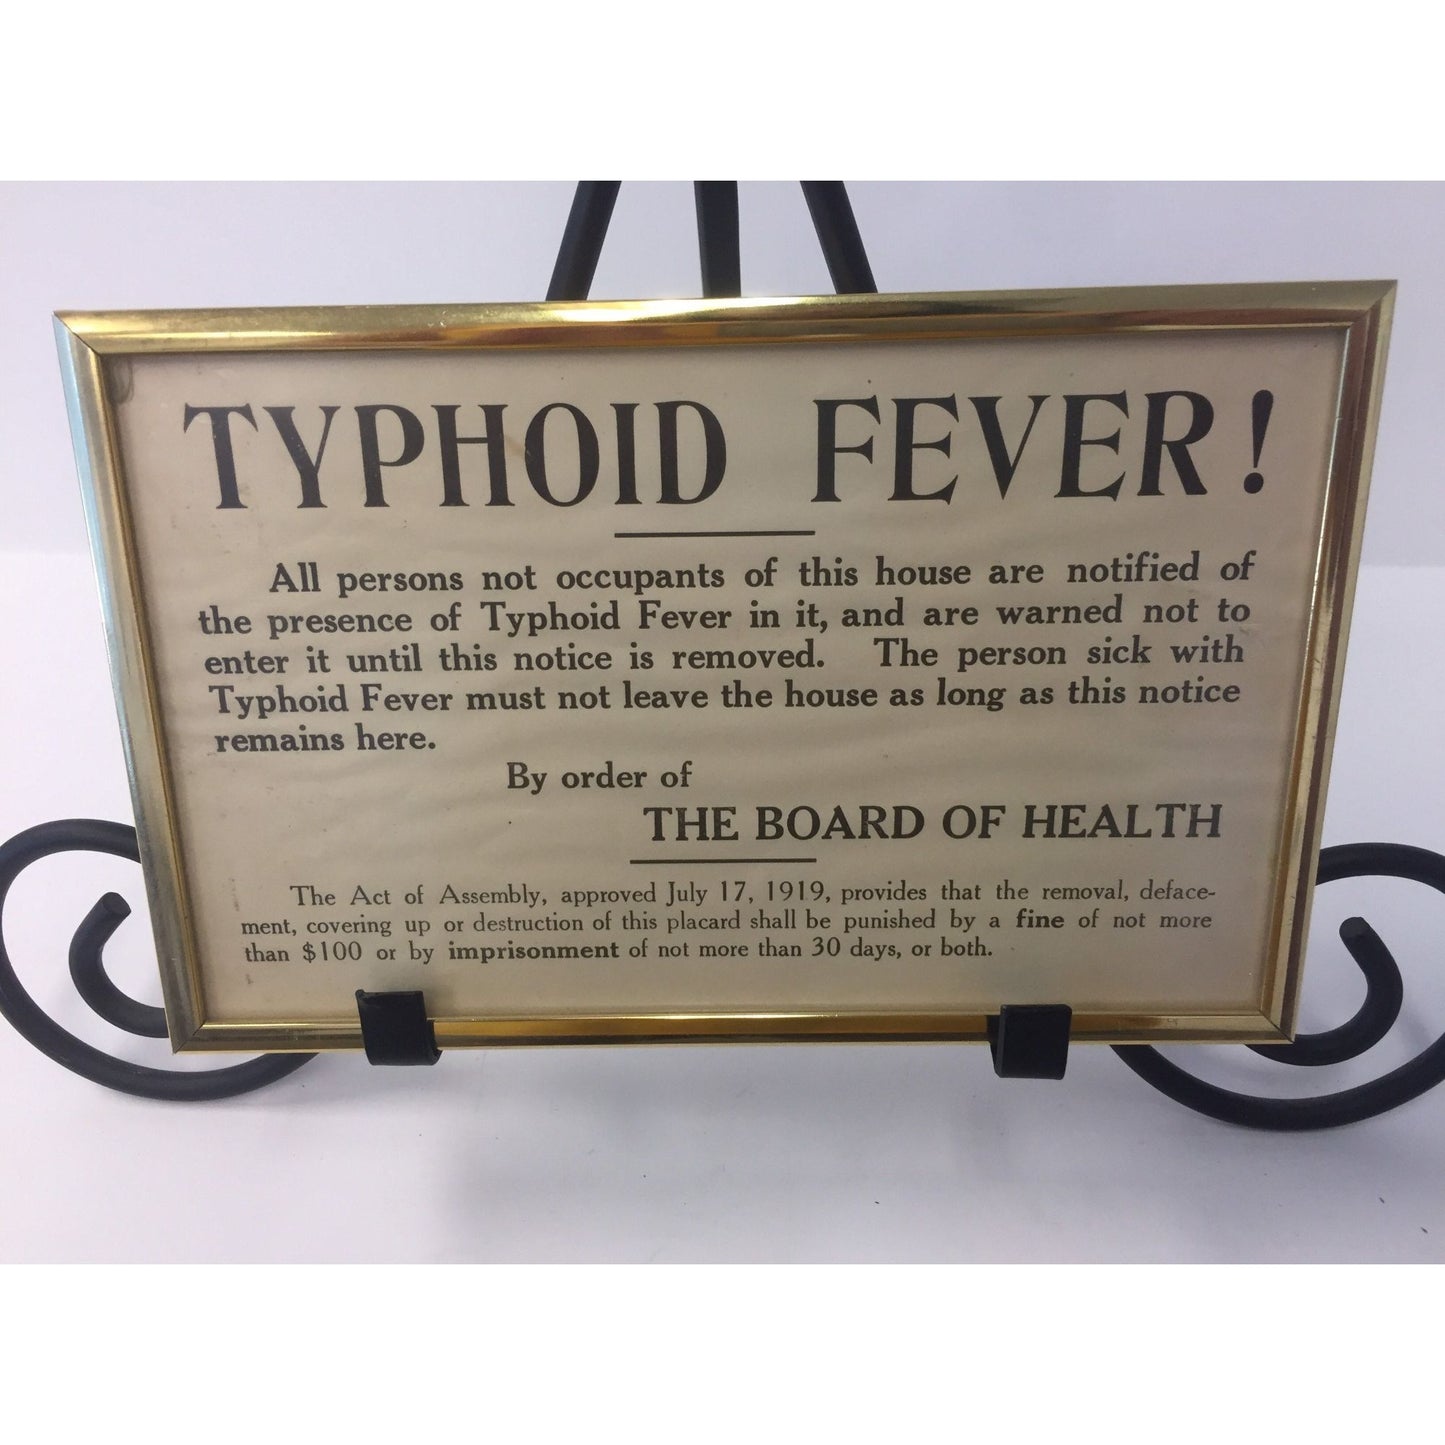 TYPHOID FEVER!
All persons not occupants of this house are notified of
the presence of Typhoid Fever in it, and are warned not to
enter it until this notice is removed. The person sick with
Typhoid Fever must not leave the house as long as this notice
remains here.
By order of
THE BOARD OF HEALTH
The Act of Assembly, approved July 17, 1919, provides that the removal, deface-
ment, covering up or destruction of this placard shall be punished by a fine of not more
than $100 or by imprisonment of not more than 30 days, or both.